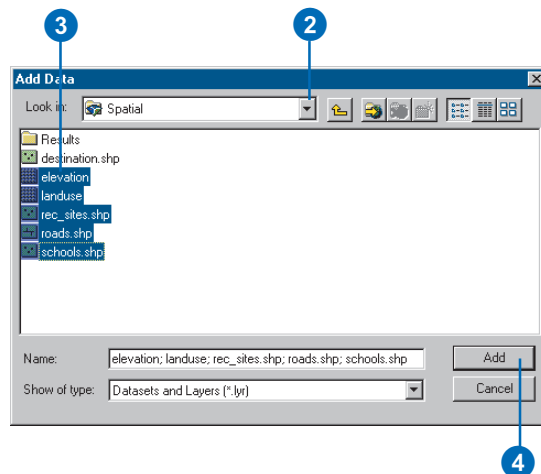 3
2
Add Data
Look in: Spatial
Results
destination.shp
elevation
landuse
rec_sites.shp
roads.shp
schools.shp
Name: elevation; landuse; rec_sites.shp; roads.shp; schools.shp Add
Show of type: Datasets and Layers (*.lyr) Cancel
4